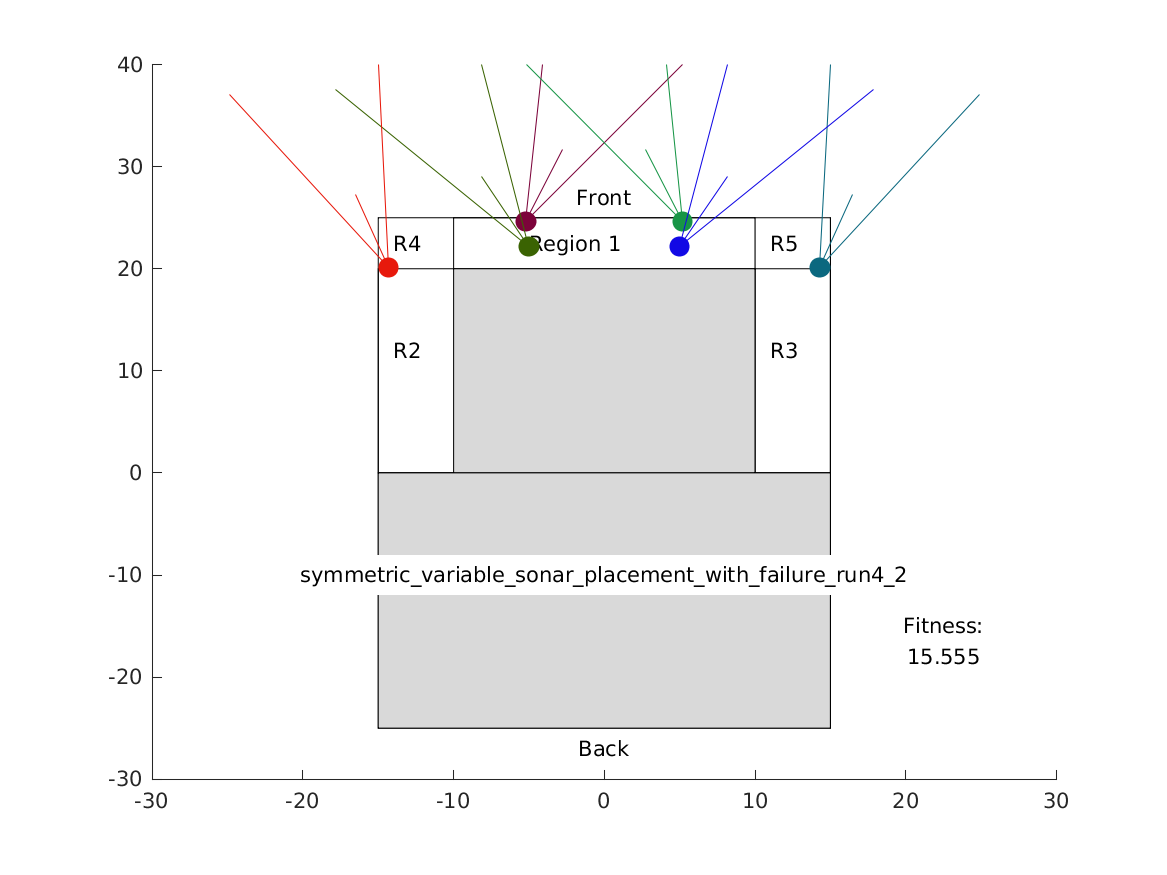 40
30
20
10
0
-10
-20
-30
Front
R4
Region 1
R5
R2
R3
symmetric_variable_sonar_placement_with_failure_run4_2
Fitness:
15.555
Back
-30
-20
-10
0
10
20
30